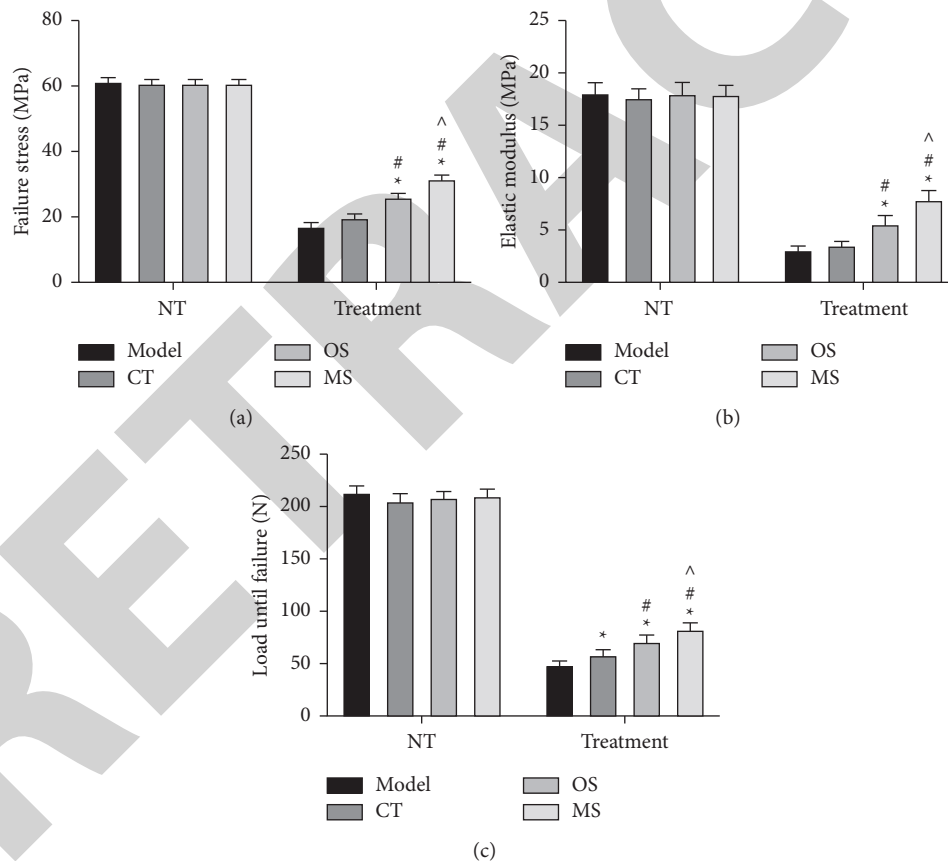 80
60
40
20
0
Failure stress (MPa)
#
*
^
#
*
NT
Treatment
Model
OS
CT
MS
(a)
25
20
15
10
5
0
Elastic modulus (MPa)
#
*
^
#
*
NT
Treatment
Model
OS
CT
MS
(b)
250
200
150
100
50
0
Load until failure (N)
*
#
*
^
#
*
NT
Treatment
Model
OS
CT
MS
(c)
RETRAC